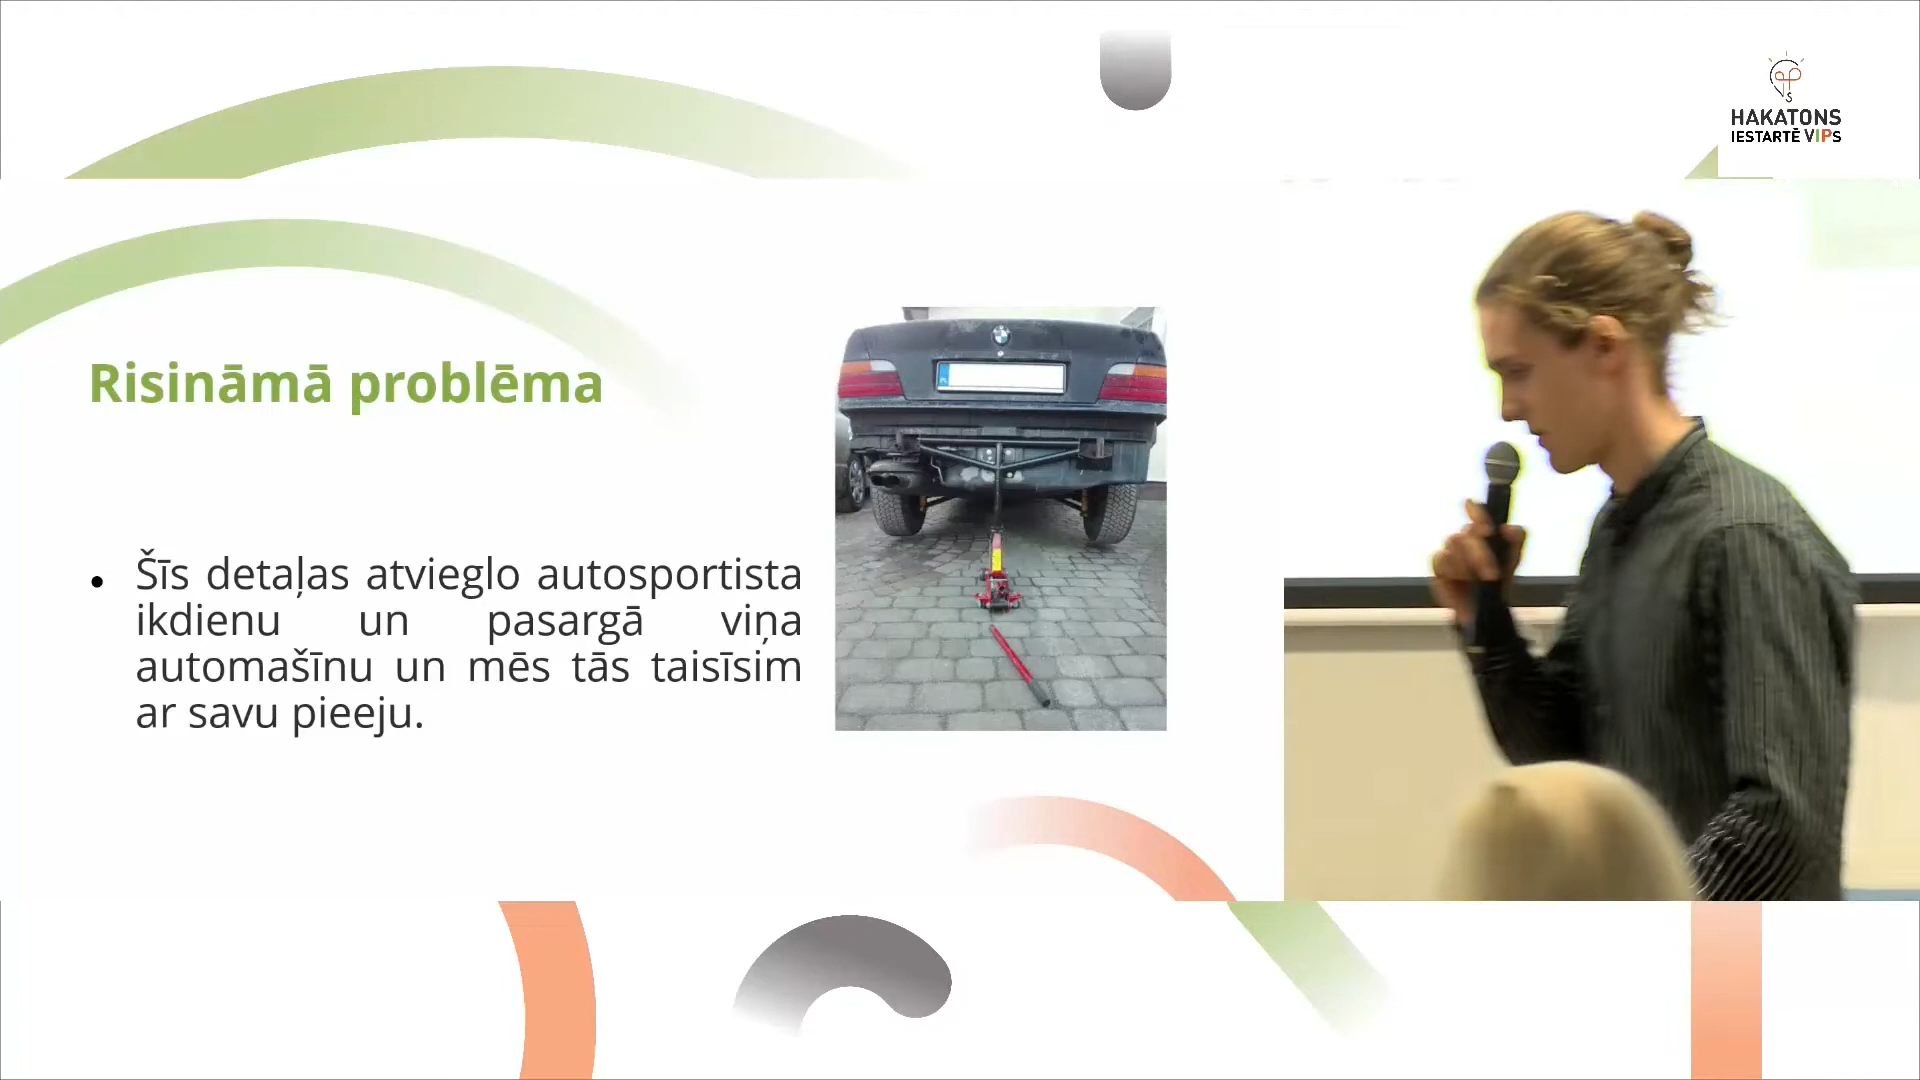 HAKATONS
IESTARTĒ VIPs
Risināmā problēma
Šīs detaļas atvieglo autosportista
ikdienu un pasargā viņa
automašīnu un mēs tās taisīsim
ar savu pieeju.